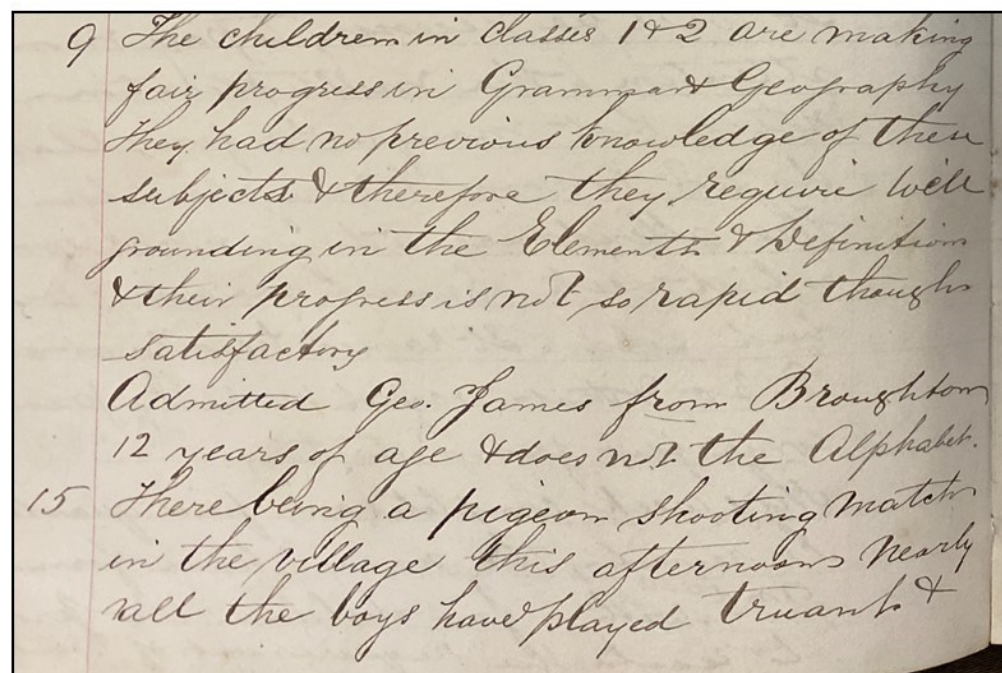 9 The children in classes 1 & 2 are making
fair progress in Grammar & Geography
They had no previous knowledge of these
subjects & therefore they require well
grounding in the Elements & Definitions
& their progress is not so rapid though
satisfactory
Admitted Geo. James from Broughton
12 years of age & does not the Alphabet.
15 There being a pigeon shooting match
in the village this afternoon nearly
all the boys have played truant &